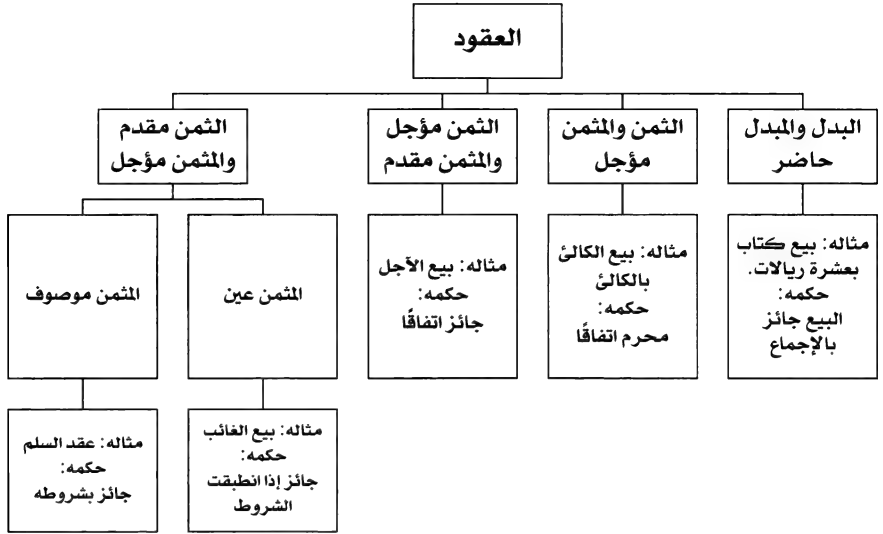 العقود
البدل والمبدل
حاضر
الثمن والمثمن
مؤجل
الثمن مؤجل
والمثمن مقدم
الثمن مقدم
والمثمن مؤجل
مثاله: بيع كتاب
بعشرة ريالات.
حكمه:
البيع جائز
بالإجماع
مثاله: بيع الكالئ
بالكالئ
حكمه:
محرم اتفاقًا
مثاله: بيع الآجل
حكمه:
جائز اتفاقًا
المثمن عين
المثمن موصوف
مثاله: بيع الغائب
حكمه:
جائز إذا انطبقت
الشروط
مثاله: عقد السلم
حكمه:
جائز بشروطه